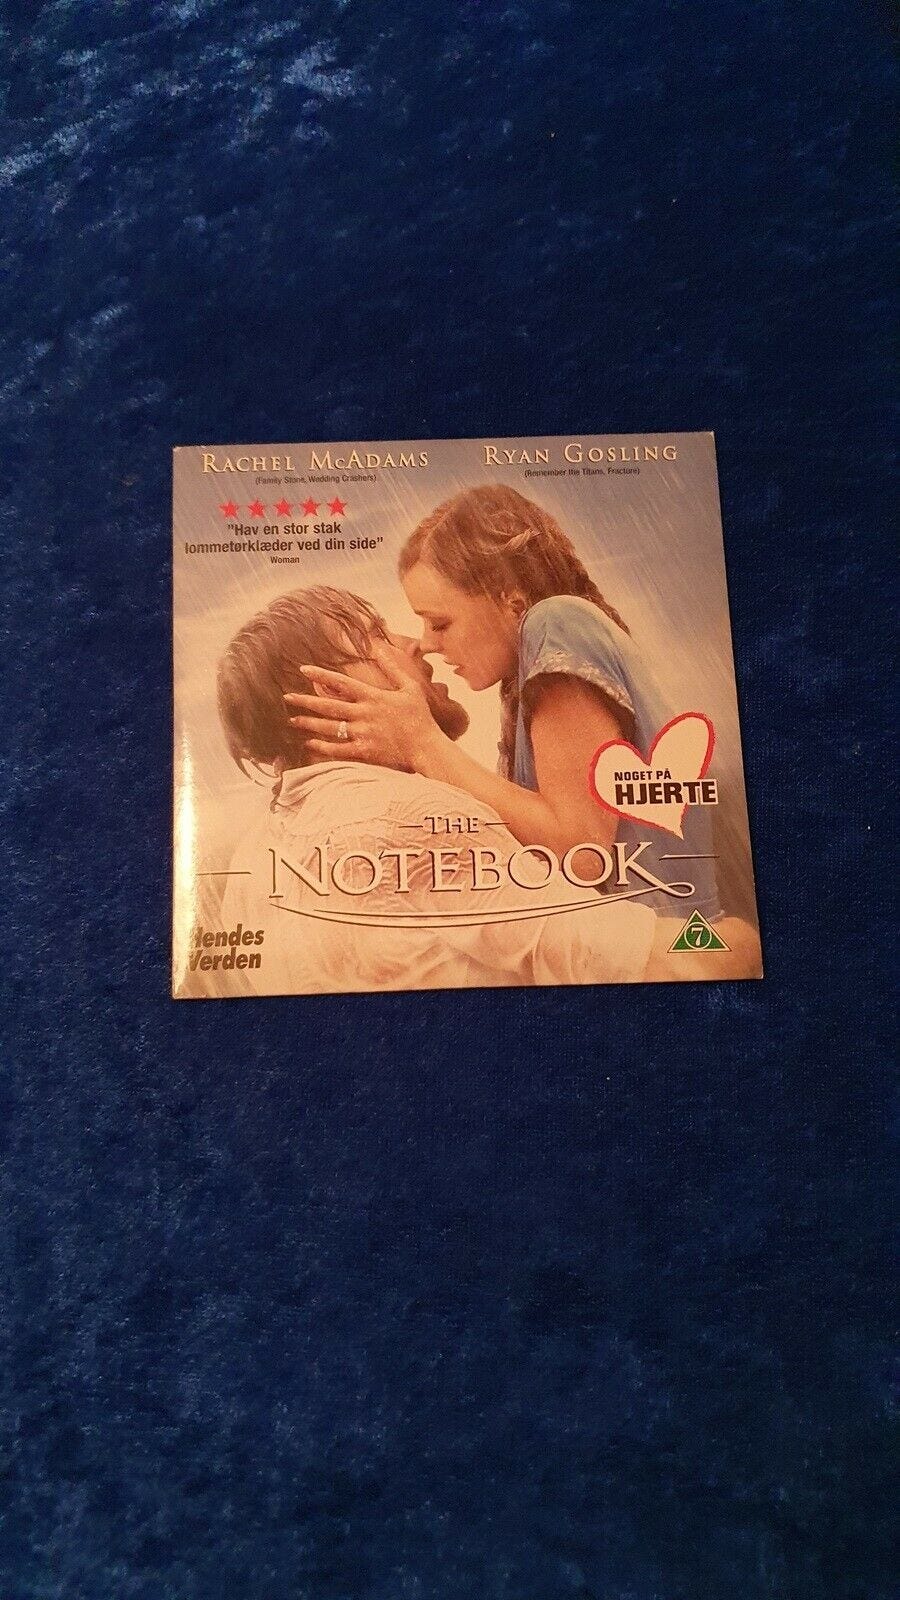 RACHEL McADAMS
(Family Stone, Wedding Crashers)
RYAN GOSLING
(Remember the Titans, Fracture)
"Hav en stor stak
lommetørklæder ved din side"
Woman
NOGET PÅ
HJERTE
THE
NOTEBOOK
Hendes
Verden
7